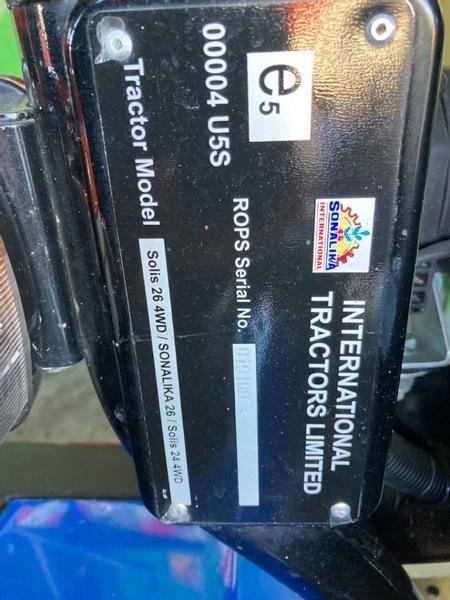 SONALIKA
INTERNATIONAL
INTERNATIONAL
TRACTORS LIMITED
e5
ROPS Serial No.
00004 U5S
Tractor Model
Solis 26 4WD / SONALIKA 26 / Solis 24 4WD